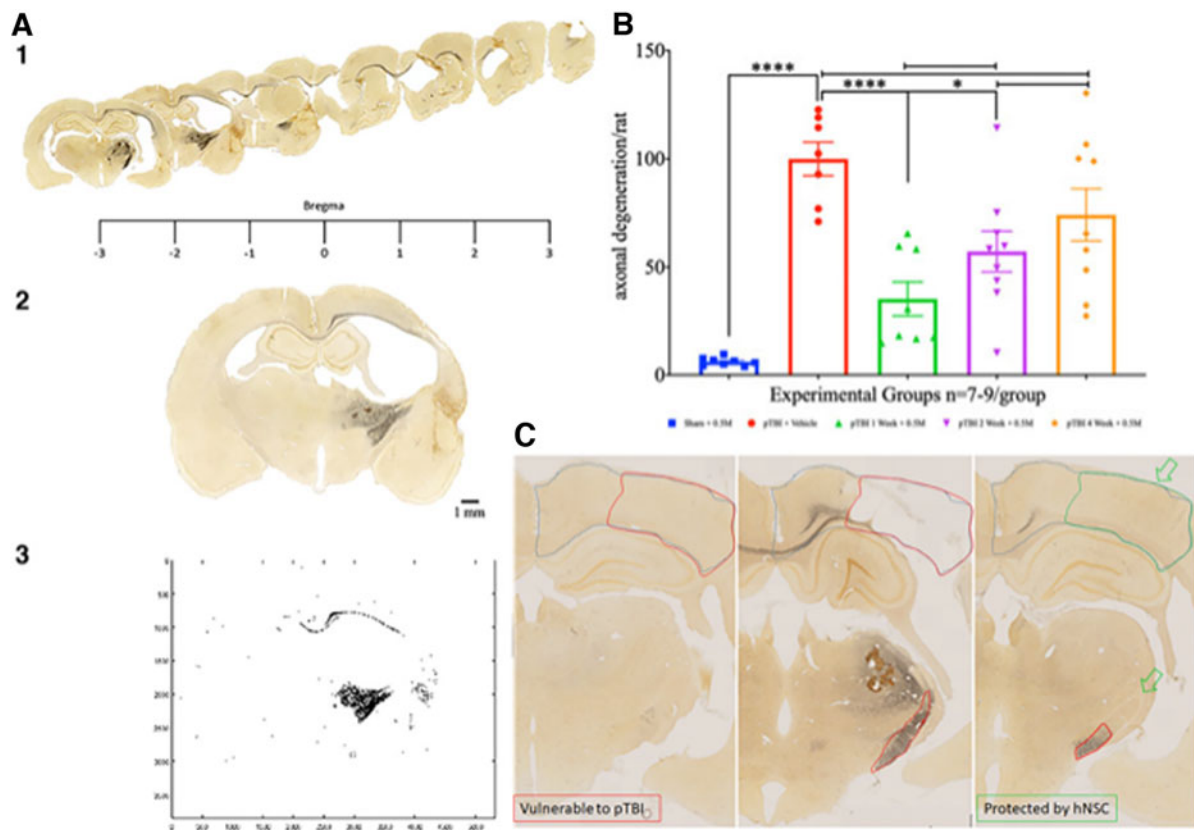 A
1
Bregma
-3 -2 -1 0 1 2 3
2
1 mm
3
B
150
100
50
0
axonal degeneration/rat
**** **** *
Experimental Groups n=7-9/group
Sham + 0.5M pTBI + Vehicle pTBI 1 Week + 0.5M pTBI 2 Week + 0.5M pTBI 4 Week + 0.5M
C
Vulnerable to pTBI
Protected by hNSC